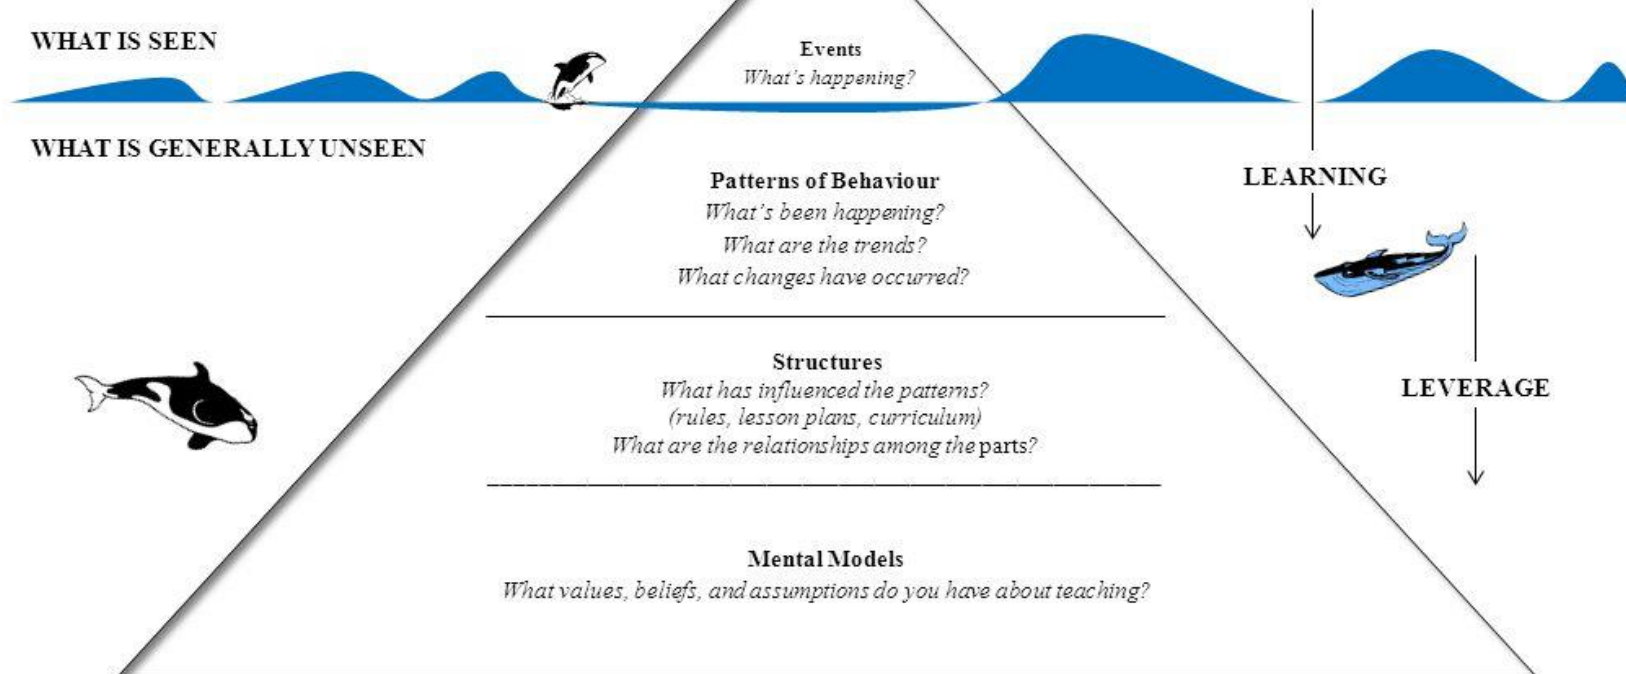 WHAT IS SEEN
Events
What's happening?
WHAT IS GENERALLY UNSEEN
Patterns of Behaviour
What's been happening?
What are the trends?
What changes have occurred?
LEARNING
Structures
What has influenced the patterns?
(rules, lesson plans, curriculum)
What are the relationships among the parts?
LEVERAGE
Mental Models
What values, beliefs, and assumptions do you have about teaching?